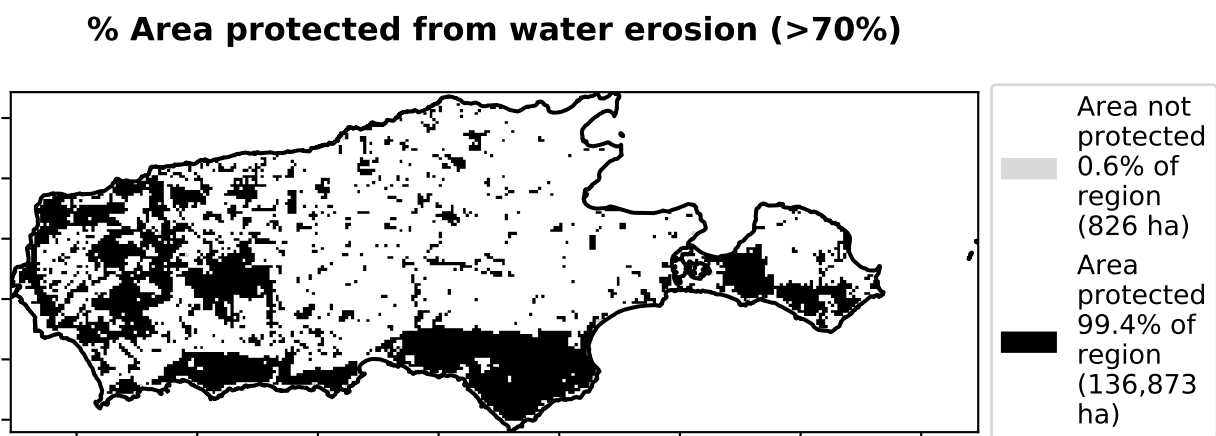 % Area protected from water erosion (>70%)
Area not
protected
0.6% of
region
(826 ha)
Area
protected
99.4% of
region
(136,873
ha)